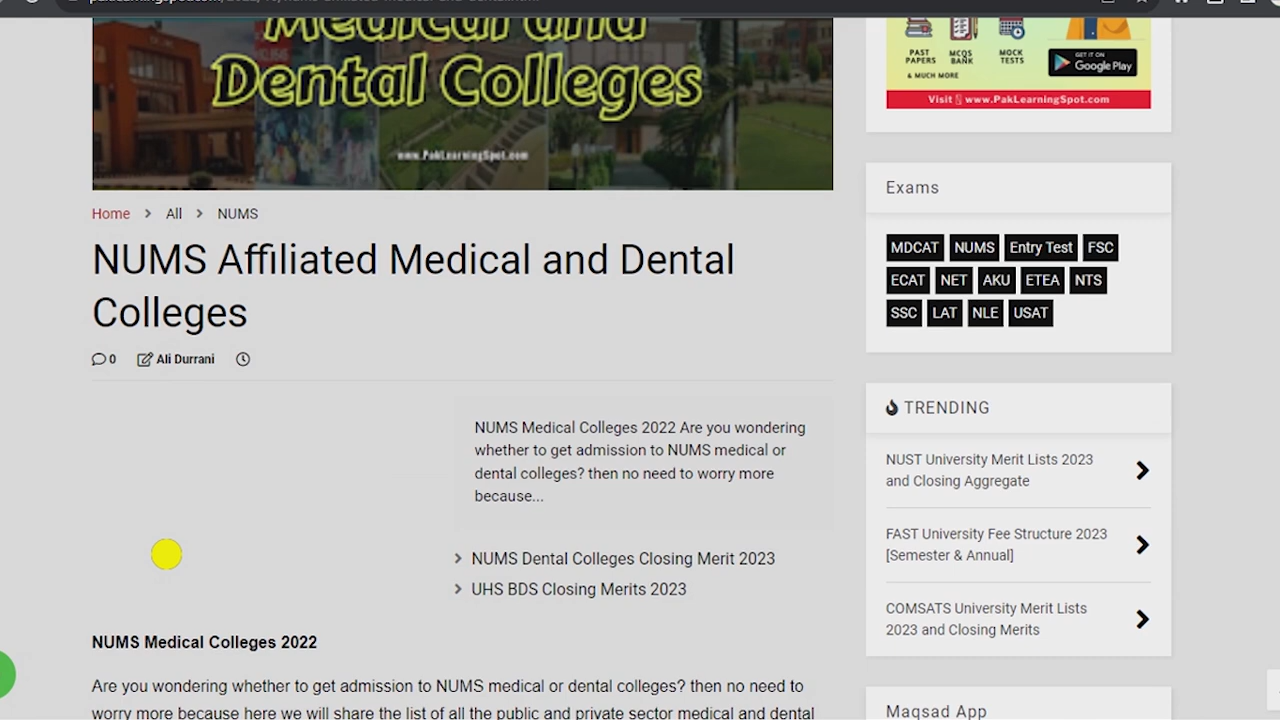 Medical and
Dental Colleges
www.PakLearningSpot.com
Home > All > NUMS
NUMS Affiliated Medical and Dental
Colleges
0 Ali Durrani
NUMS Medical Colleges 2022 Are you wondering
whether to get admission to NUMS medical or
dental colleges? then no need to worry more
because...
NUMS Dental Colleges Closing Merit 2023
UHS BDS Closing Merits 2023
NUMS Medical Colleges 2022
Are you wondering whether to get admission to NUMS medical or dental colleges? then no need to
worry more because here we will share the list of all the public and private sector medical and dental
PAST
PAPERS
MCQS
BANK
MOCK
TESTS
& MUCH MORE
GET IT ON
Google Play
Visit www.PakLearningSpot.com
Exams
MDCAT NUMS Entry Test FSC
ECAT NET AKU ETEA NTS
SSC LAT NLE USAT
TRENDING
NUST University Merit Lists 2023
and Closing Aggregate
FAST University Fee Structure 2023
[Semester & Annual]
COMSATS University Merit Lists
2023 and Closing Merits
Maqsad App